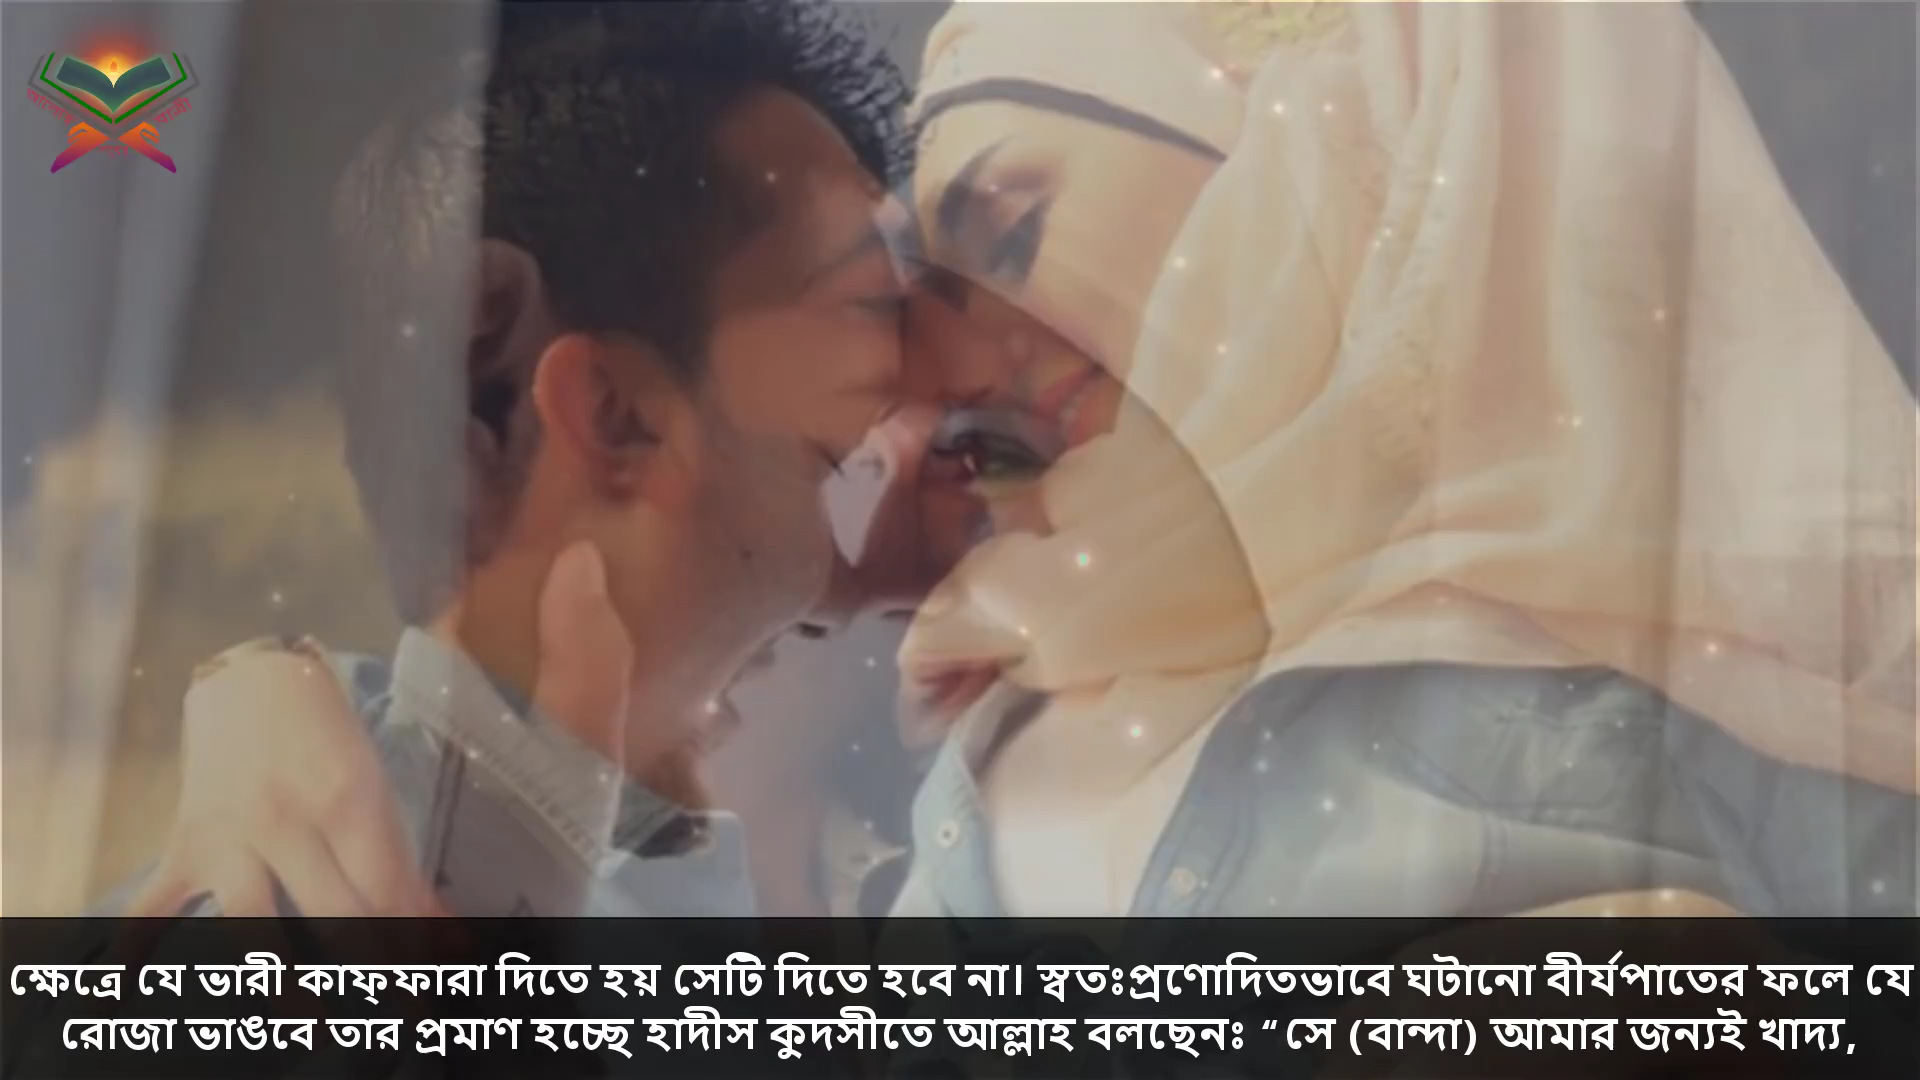 ক্ষেত্রে যে ভারী কাফ্ফারা দিতে হয় সেটি দিতে হবে না। স্বতঃপ্রণোদিতভাবে ঘটানো বীর্যপাতের ফলে যে
রোজা ভাঙবে তার প্রমাণ হচ্ছে হাদীস কুদসীতে আল্লাহ বলছেনঃ “ সে (বান্দা) আমার জন্যই খাদ্য,